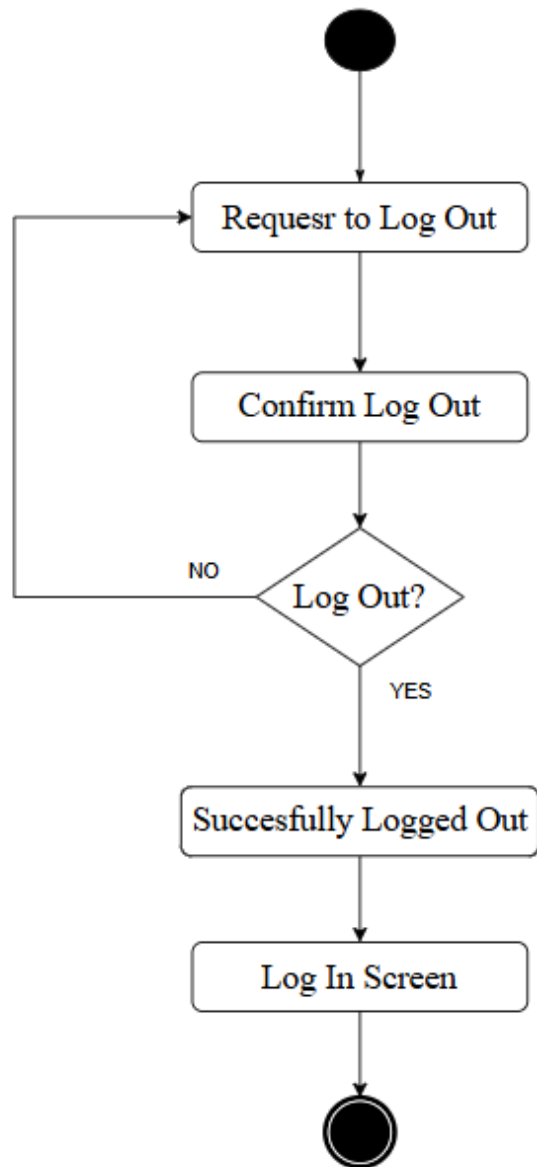 Requesr to Log Out
Confirm Log Out
Log Out?
NO
YES
Succesfully Logged Out
Log In Screen